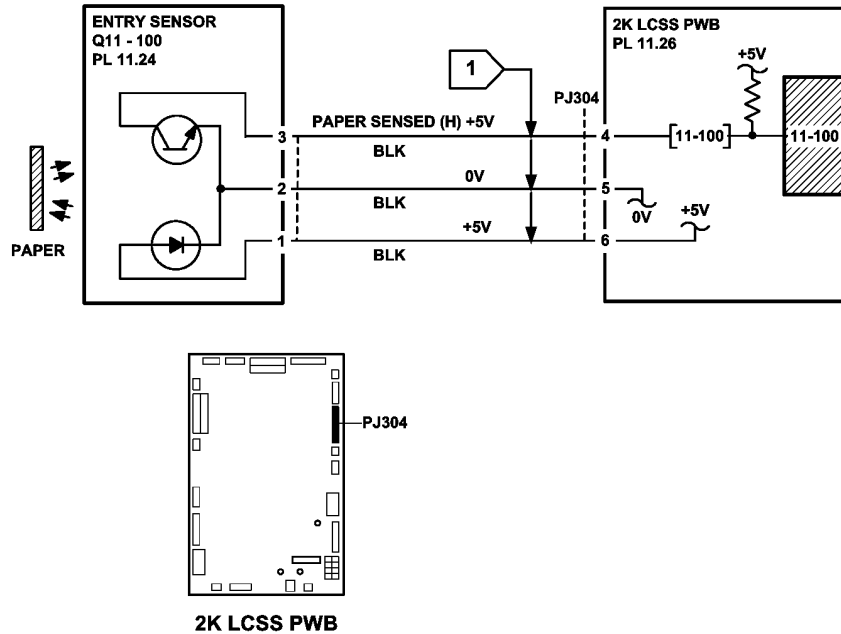 ENTRY SENSOR
Q11 - 100
PL 11.24
PAPER
3
2
1
PAPER SENSED (H) +5V
BLK
0V
BLK
+5V
BLK
1
PJ304
4
5
6
2K LCSS PWB
PL 11.26
+5V
[11-100]
11-100
0V
+5V
PJ304
2K LCSS PWB